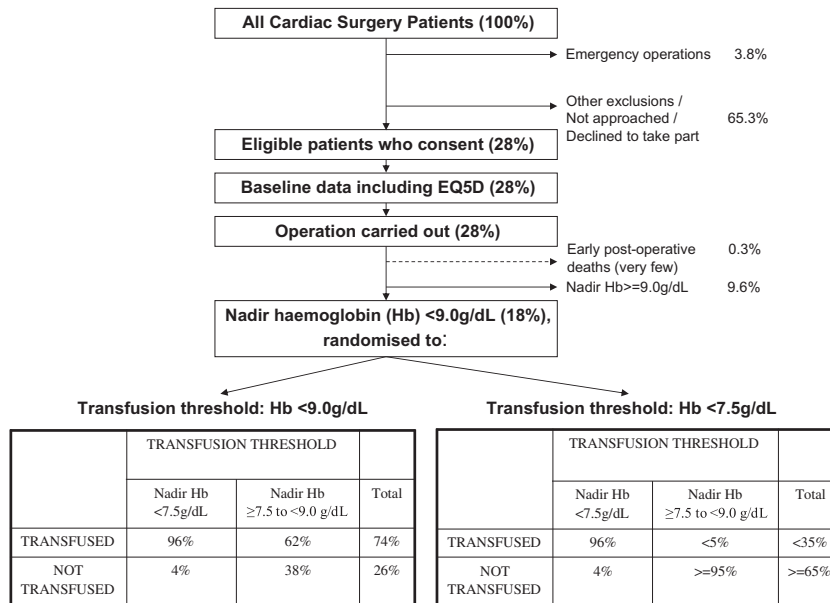 All Cardiac Surgery Patients (100%)
Emergency operations 3.8%
Other exclusions /
Not approached / 65.3%
Declined to take part
Eligible patients who consent (28%)
Baseline data including EQ5D (28%)
Operation carried out (28%)
Early post-operative 0.3%
deaths (very few)
Nadir Hb>=9.0g/dL 9.6%
Nadir haemoglobin (Hb) <9.0g/dL (18%),
randomised to:
Transfusion threshold: Hb <9.0g/dL
TRANSFUSION THRESHOLD
Nadir Hb Nadir Hb Total
<7.5g/dL ≥7.5 to <9.0 g/dL
TRANSFUSED 96% 62% 74%
NOT 4% 38% 26%
TRANSFUSED
Transfusion threshold: Hb <7.5g/dL
TRANSFUSION THRESHOLD
Nadir Hb Nadir Hb Total
<7.5g/dL ≥7.5 to <9.0 g/dL
TRANSFUSED 96% <5% <35%
NOT 4% >=95% >=65%
TRANSFUSED